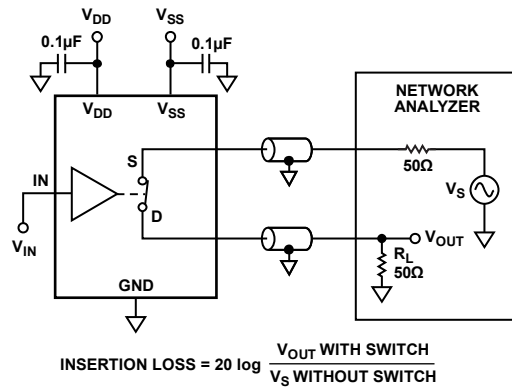 VDD
VSS
0.1µF
0.1µF
VDD
VSS
NETWORK
ANALYZER
S
50Ω
VS
IN
D
VOUT
VIN
RL
50Ω
GND
INSERTION LOSS = 20 log VOUT WITH SWITCH
VS WITHOUT SWITCH